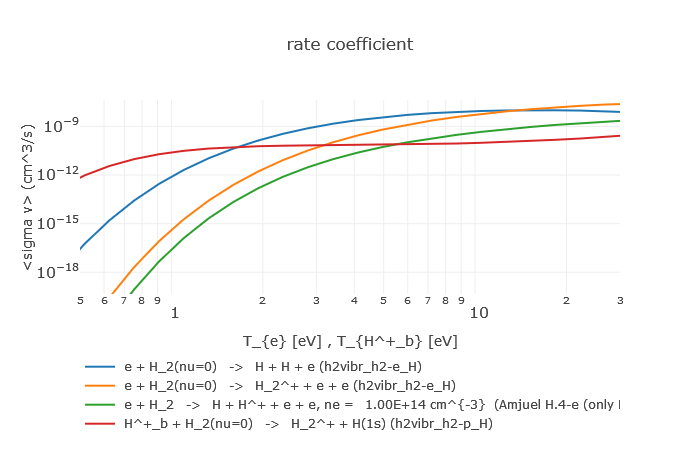 rate coefficient
<sigma v> (cm^3/s)
10−9
10−12
10−15
10−18
5 6 7 8 9 1 2 3 4 5 6 7 8 9 10 2 3
T_{e} [eV] , T_{H^+_b} [eV]
e + H_2(nu=0) -> H + H + e (h2vibr_h2-e_H)
e + H_2(nu=0) -> H_2^+ + e + e (h2vibr_h2-e_H)
e + H_2 -> H + H^+ + e + e, ne = 1.00E+14 cm^{-3} (Amjuel H.4-e (only
H^+_b + H_2(nu=0) -> H_2^+ + H(1s) (h2vibr_h2-p_H)